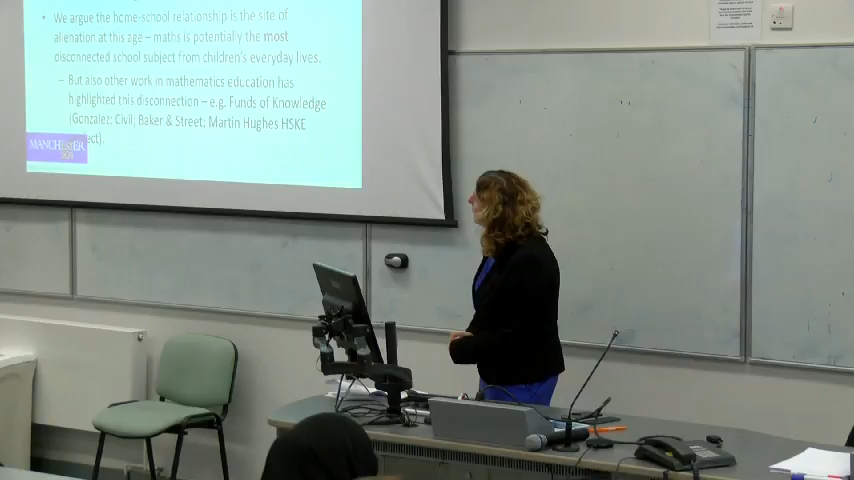 • We argue the home-school relationship is the site of
alienation at this age – maths is potentially the most
disconnected school subject from children's everyday lives.
– But also other work in mathematics education has
highlighted this disconnection – e.g. Funds of Knowledge
(Gonzalez; Civil; Baker & Street; Martin Hughes HSKE
ect).
MANCHESTER
1824